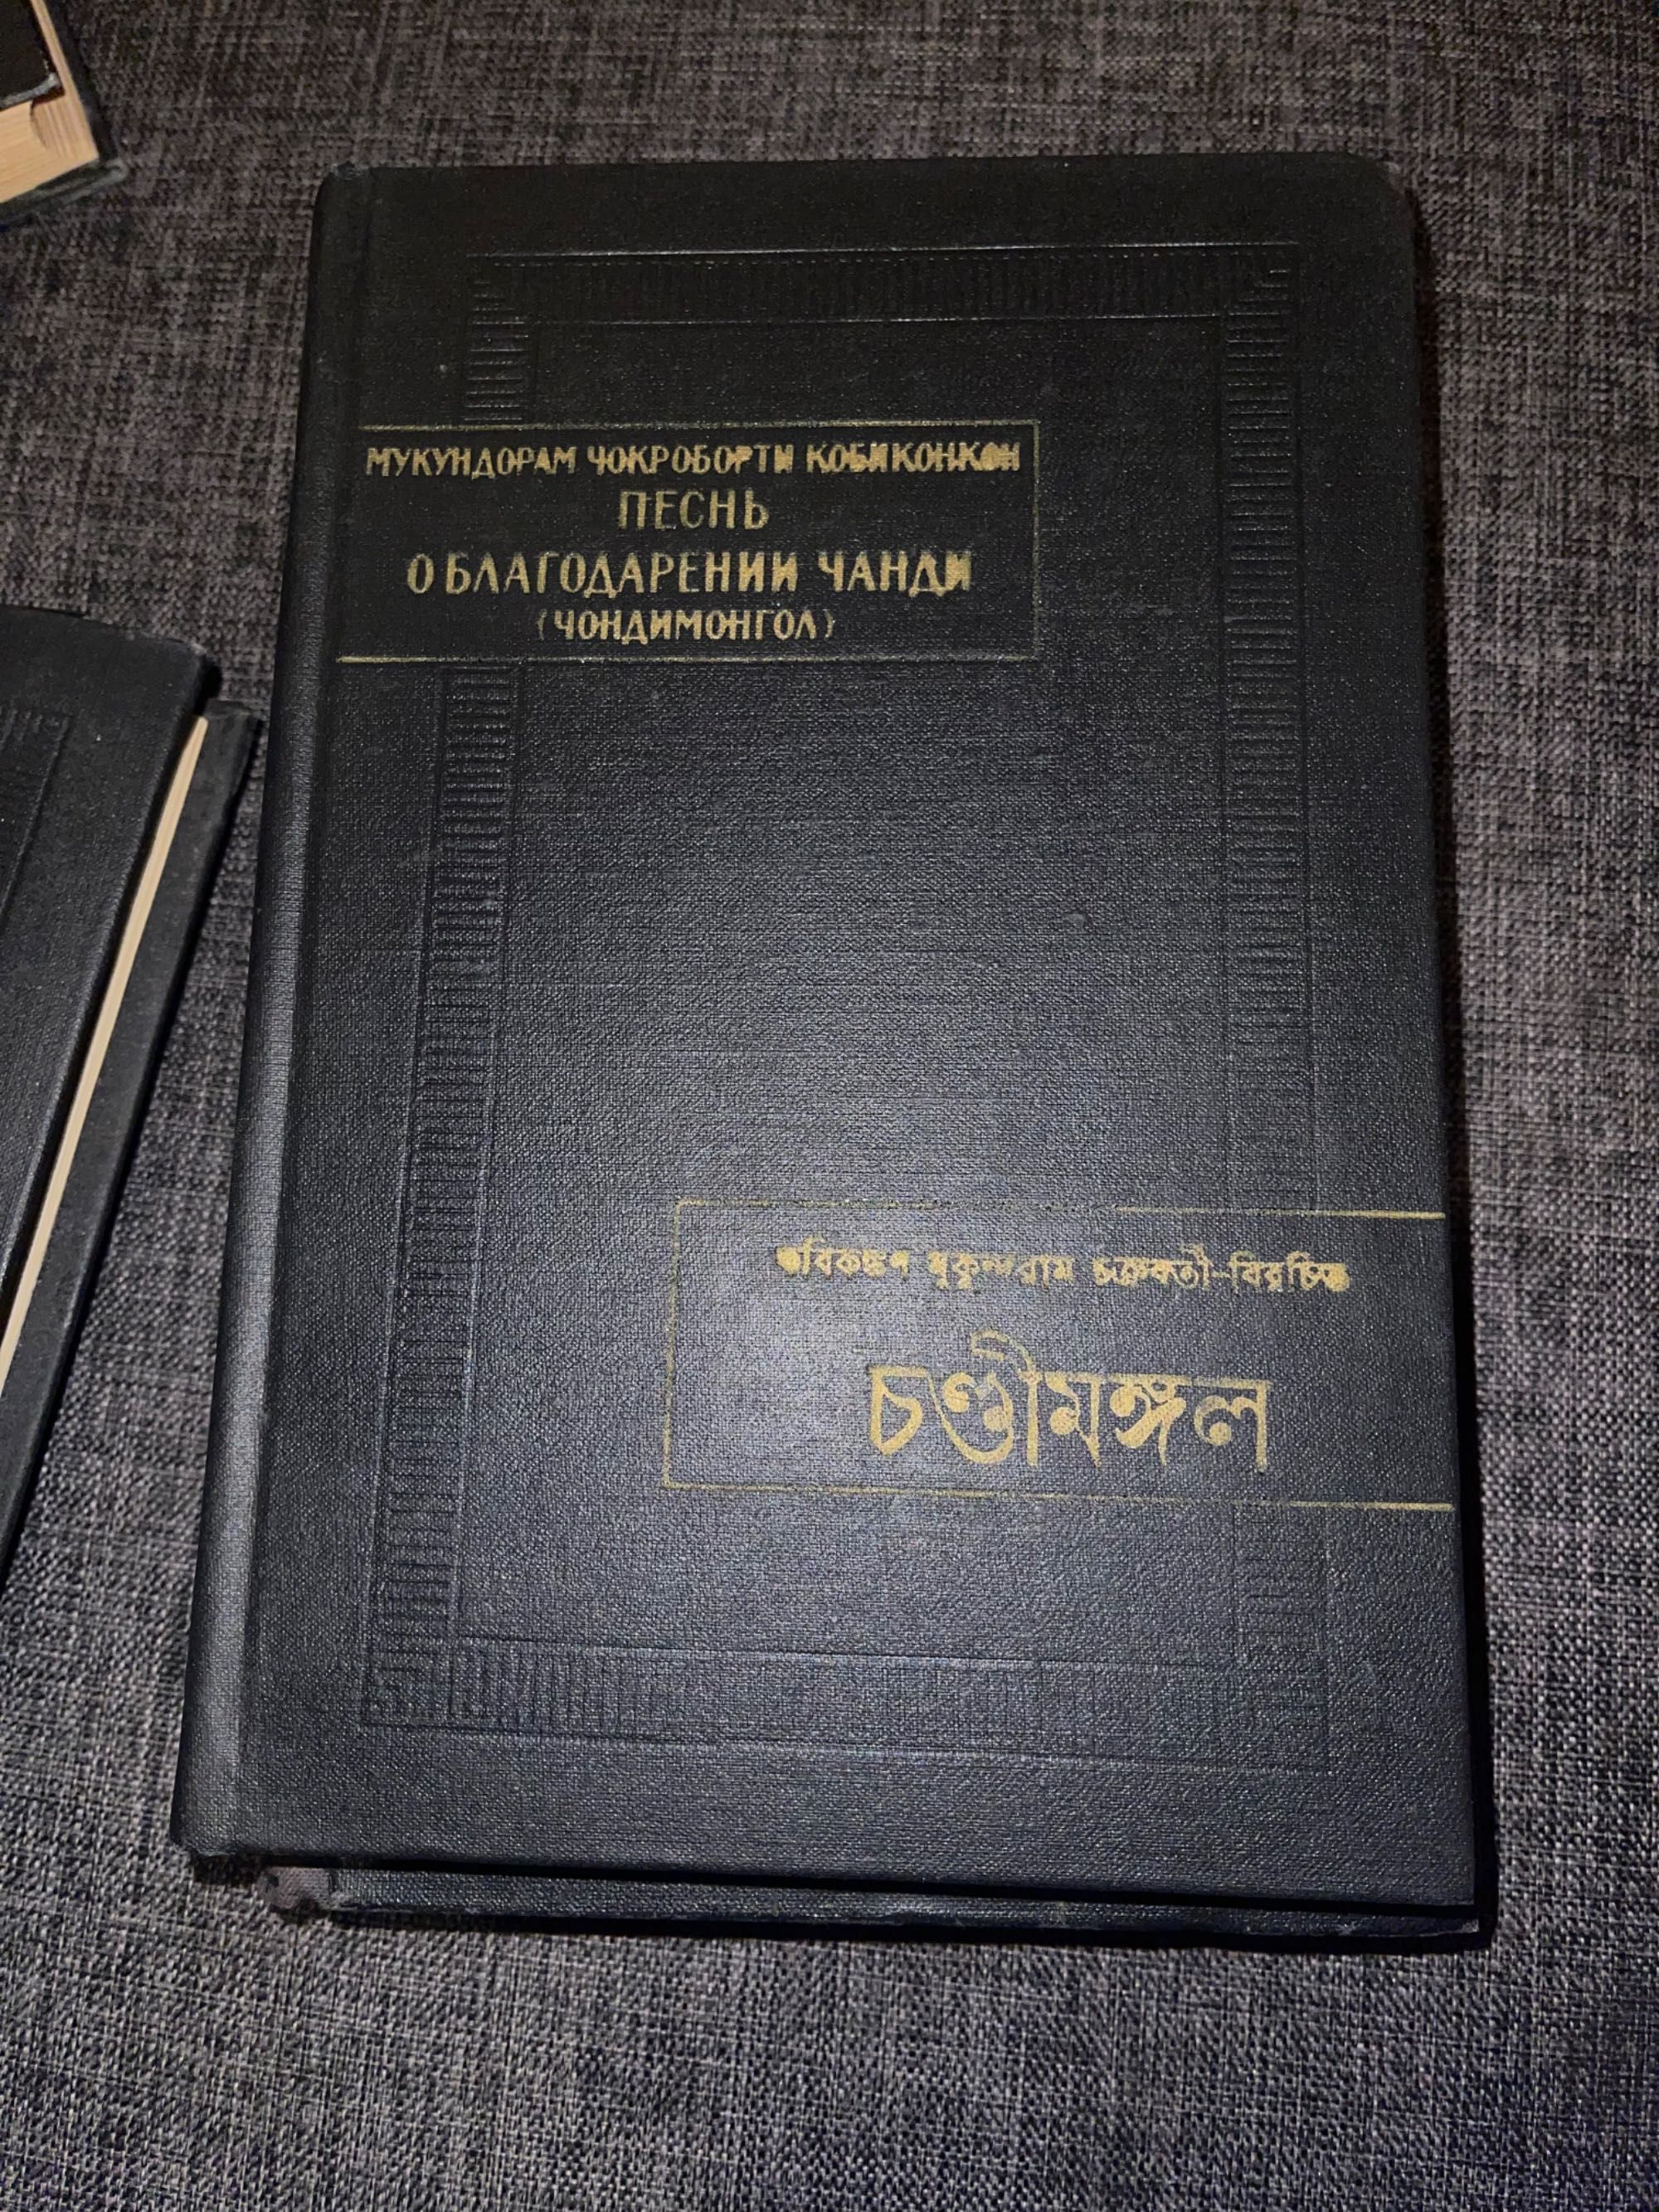 МУКУНДОРАМ ЧОКРОБОРТИ КОБИКОНКОН
ПЕСНЬ
О БЛАГОДАРЕНИИ ЧАНДИ
(ЧОНДИМОНГОЛ)
কবিকঙ্কণ মুকুন্দরাম চক্রবর্তী-বিরচিত
চণ্ডীমঙ্গল